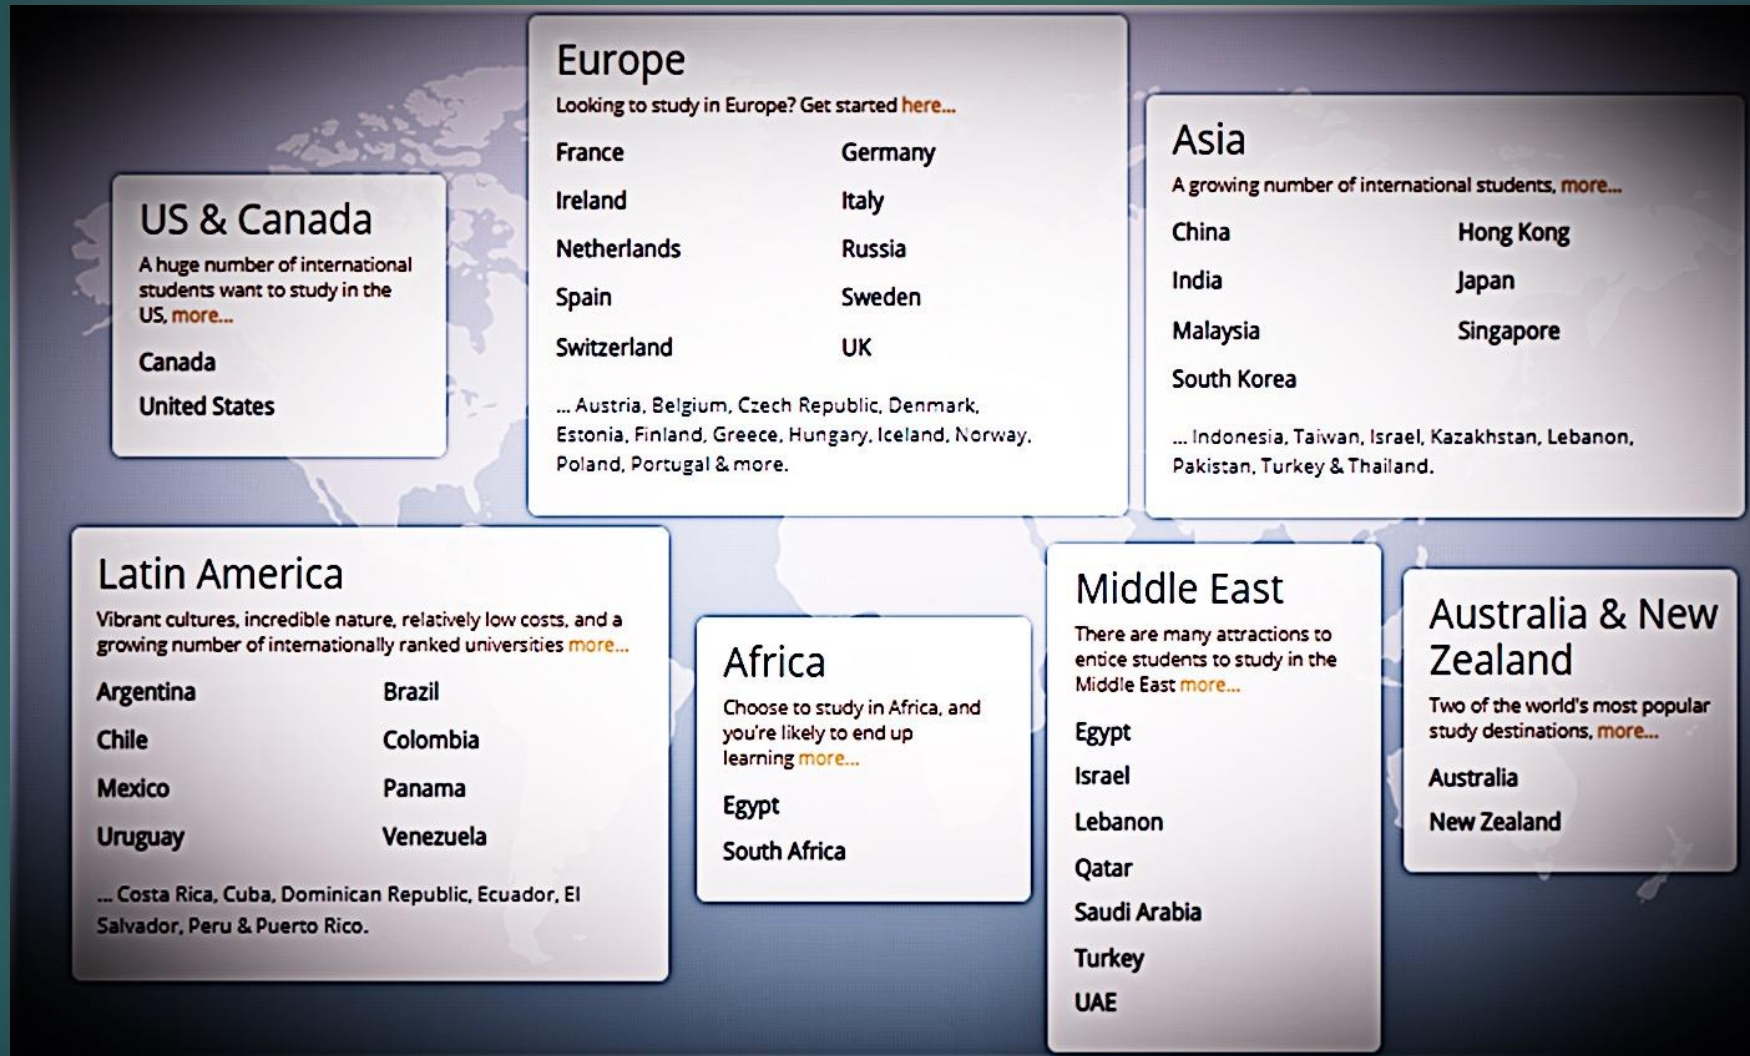 US & Canada
A huge number of international
students want to study in the
US, more...
Canada
United States
Europe
Looking to study in Europe? Get started here...
France Germany
Ireland Italy
Netherlands Russia
Spain Sweden
Switzerland UK
... Austria, Belgium, Czech Republic, Denmark,
Estonia, Finland, Greece, Hungary, Iceland, Norway,
Poland, Portugal & more.
Asia
A growing number of international students, more...
China Hong Kong
India Japan
Malaysia Singapore
South Korea
... Indonesia, Taiwan, Israel, Kazakhstan, Lebanon,
Pakistan, Turkey & Thailand.
Latin America
Vibrant cultures, incredible nature, relatively low costs, and a
growing number of internationally ranked universities more...
Argentina Brazil
Chile Colombia
Mexico Panama
Uruguay Venezuela
... Costa Rica, Cuba, Dominican Republic, Ecuador, El
Salvador, Peru & Puerto Rico.
Africa
Choose to study in Africa, and
you're likely to end up
learning more...
Egypt
South Africa
Middle East
There are many attractions to
entice students to study in the
Middle East more...
Egypt
Israel
Lebanon
Qatar
Saudi Arabia
Turkey
UAE
Australia & New
Zealand
Two of the world's most popular
study destinations, more...
Australia
New Zealand